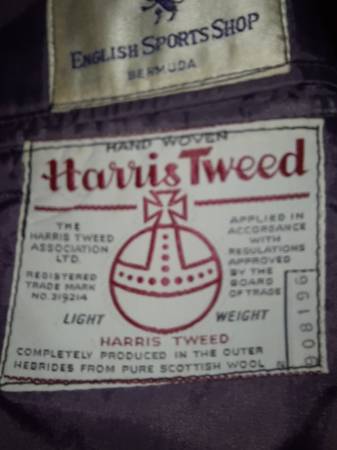 ENGLISH SPORTS SHOP
BERMUDA
HAND WOVEN
Harris Tweed
THE
HARRIS TWEED
ASSOCIATION
LTD.
REGISTERED
TRADE MARK
NO. 319214
APPLIED IN
ACCORDANCE
WITH
REGULATIONS
APPROVED
BY THE
BOARD
OF TRADE
LIGHT WEIGHT
HARRIS TWEED
COMPLETELY PRODUCED IN THE OUTER
HEBRIDES FROM PURE SCOTTISH WOOL
908196